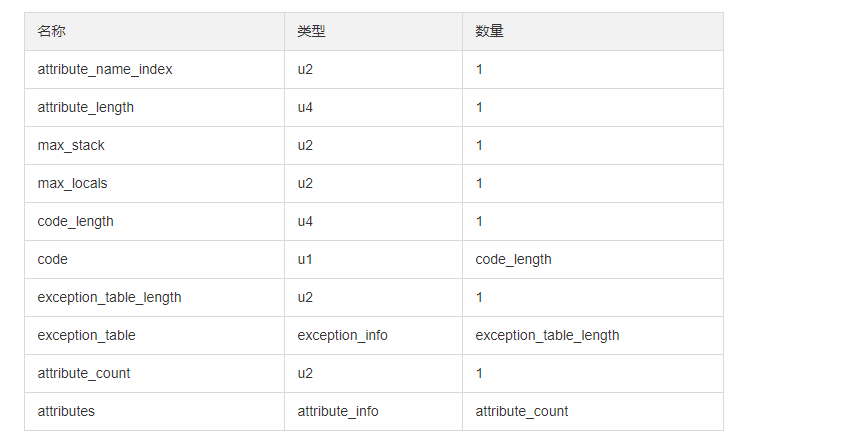 名称 类型 数量
attribute_name_index u2 1
attribute_length u4 1
max_stack u2 1
max_locals u2 1
code_length u4 1
code u1 code_length
exception_table_length u2 1
exception_table exception_info exception_table_length
attribute_count u2 1
attributes attribute_info attribute_count